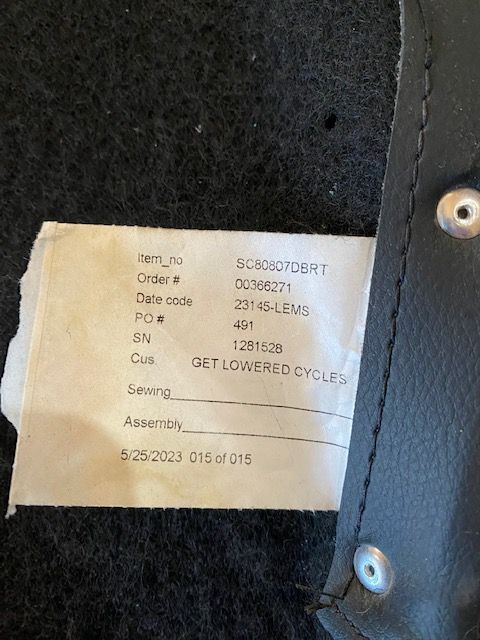 Item_no SC80807DBRT
Order # 00366271
Date code 23145-LEMS
PO # 491
SN 1281528
Cus. GET LOWERED CYCLES
Sewing
Assembly
5/25/2023 015 of 015